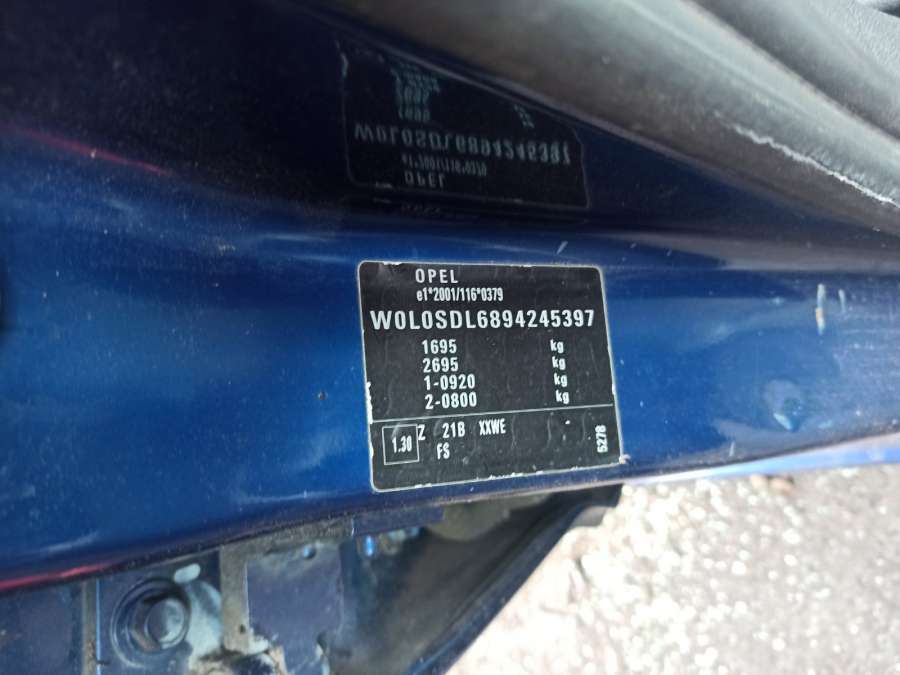 OPEL
e1*2001/116*0379
W0L0SDL6894245397
1695 kg
2695 kg
1-0920 kg
2-0800 kg
1.30 Z 21B XXWE
FS
5278